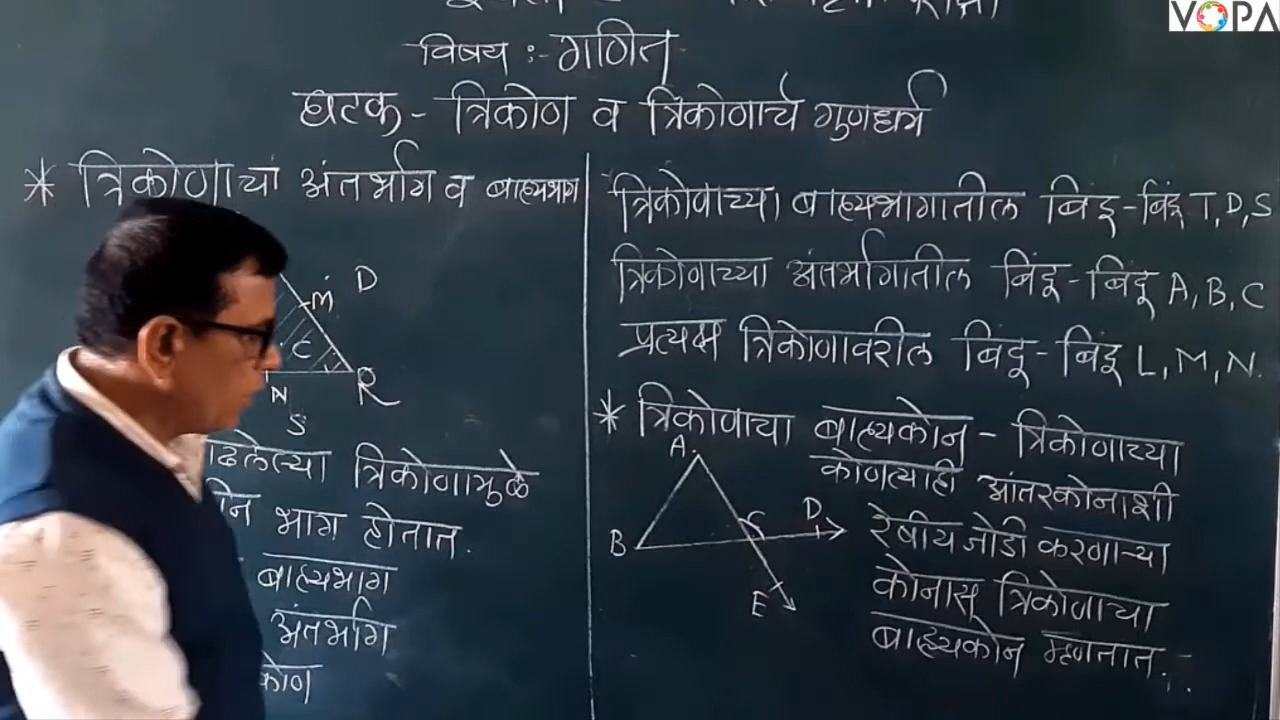 VOPA
विषय :- गणित
घटक - त्रिकोण व त्रिकोणाचे गुणधर्म
* त्रिकोणाचा अंतर्भाग व बाह्यभाग
M
D
C
N
R
S
त्रिकोणामुळे
भाग होतात.
बाह्यभाग
अंतर्भाग
त्रिकोणाच्या बाह्यभागातील बिंदू - बिंदू T, D, S
त्रिकोणाच्या अंतर्भागातील बिंदू - बिंदू A, B, C
प्रत्यक्ष त्रिकोणावरील बिंदू - बिंदू L, M, N.
* त्रिकोणाचा बाह्यकोन - त्रिकोणाच्या
कोणत्याही आंतरकोनाशी
रेषीय जोडी करणाऱ्या
कोनास त्रिकोणाचा
बाह्यकोन म्हणतात.
A
B
C
D
E